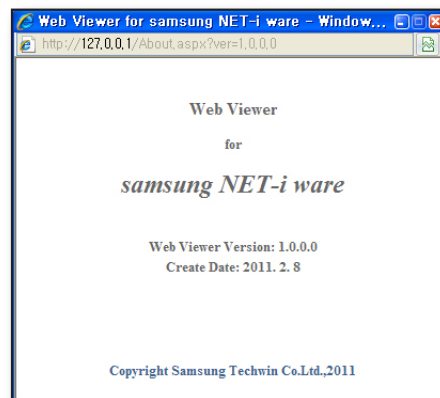 Web Viewer for samsung NET-i ware - Window...
http://127,0,0,1/About,aspx?ver=1,0,0,0
Web Viewer
for
samsung NET-i ware
Web Viewer Version: 1.0.0.0
Create Date: 2011. 2. 8
Copyright Samsung Techwin Co.Ltd.,2011